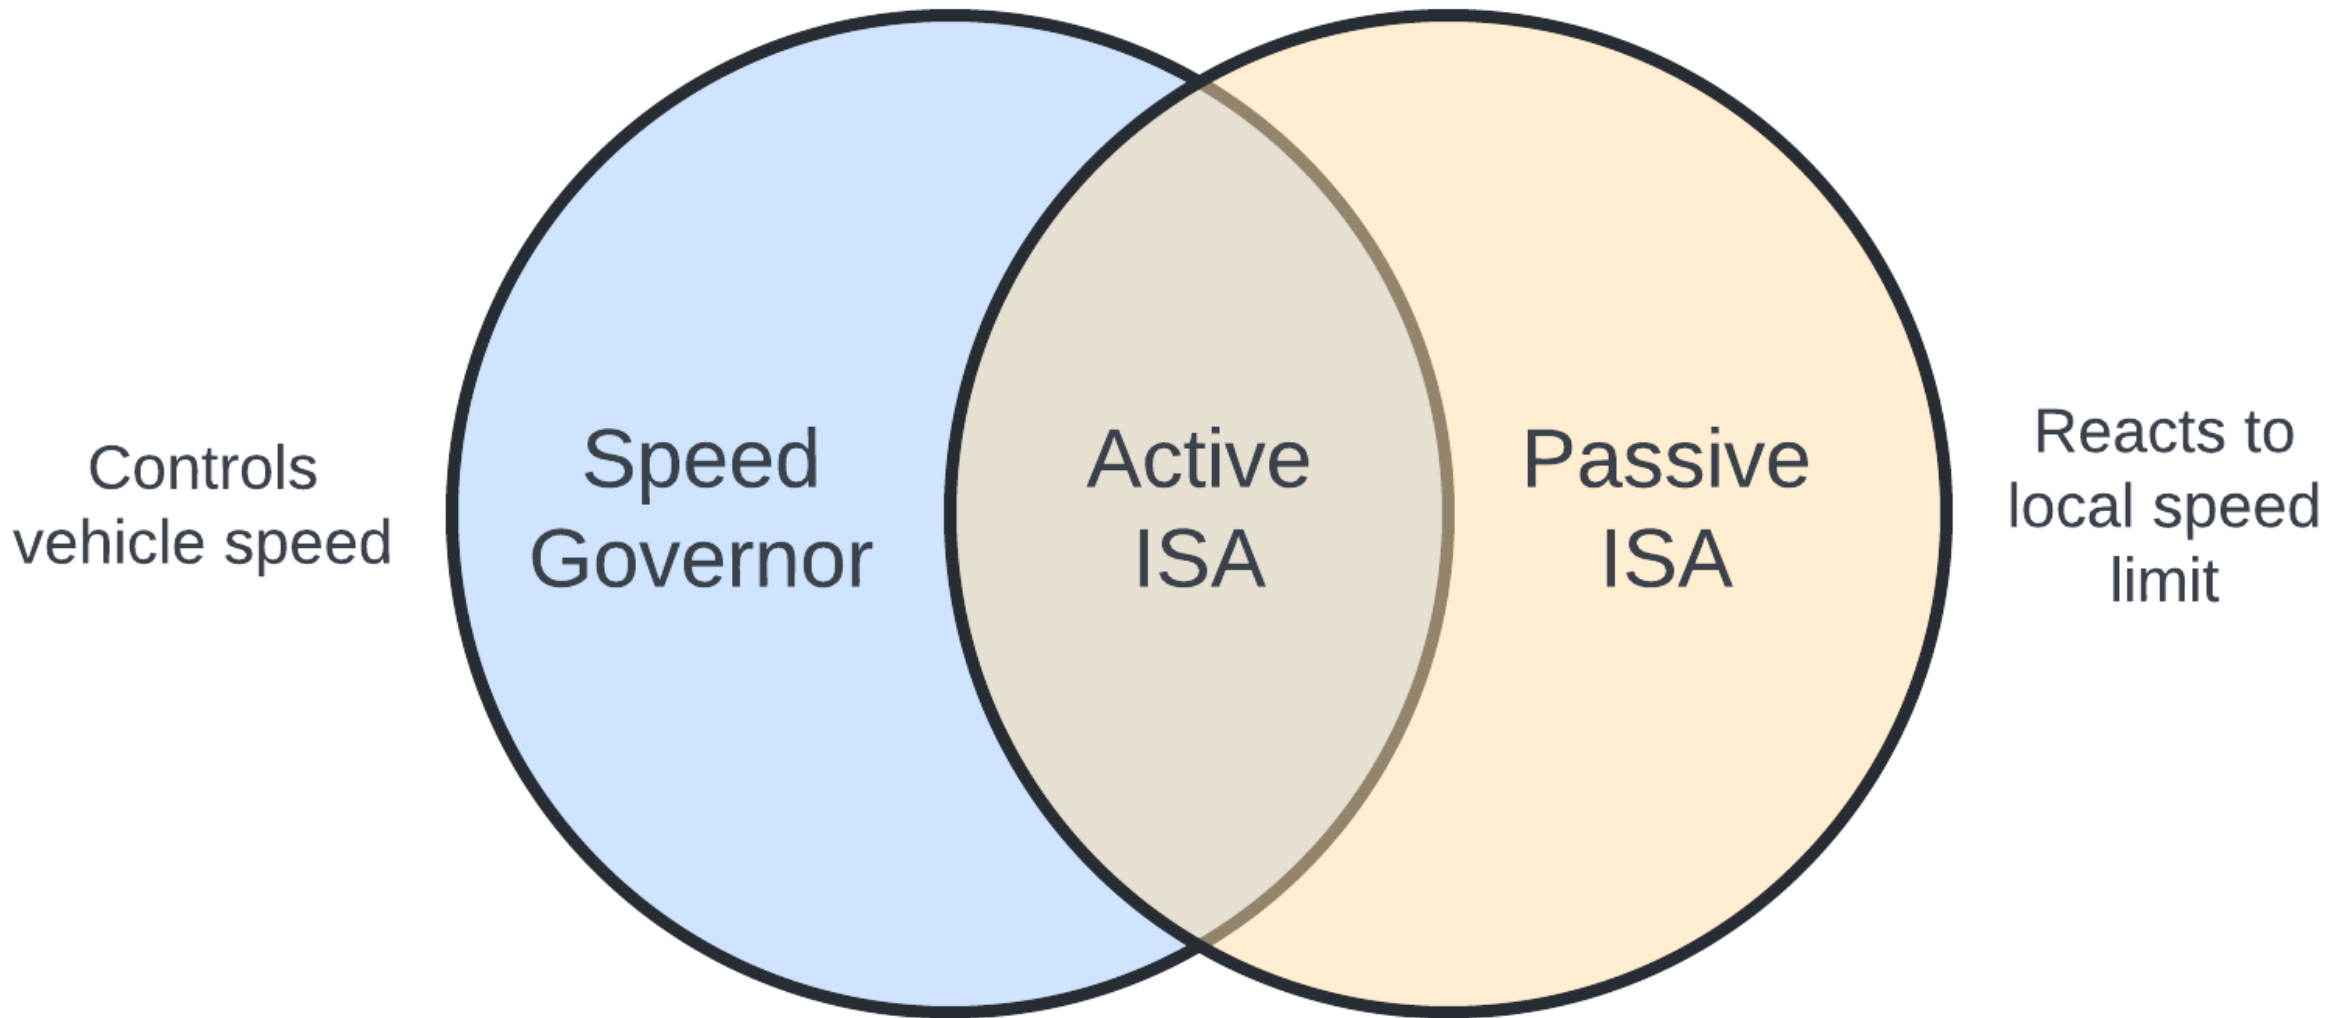 Controls
vehicle speed
Speed
Governor
Active
ISA
Passive
ISA
Reacts to
local speed
limit